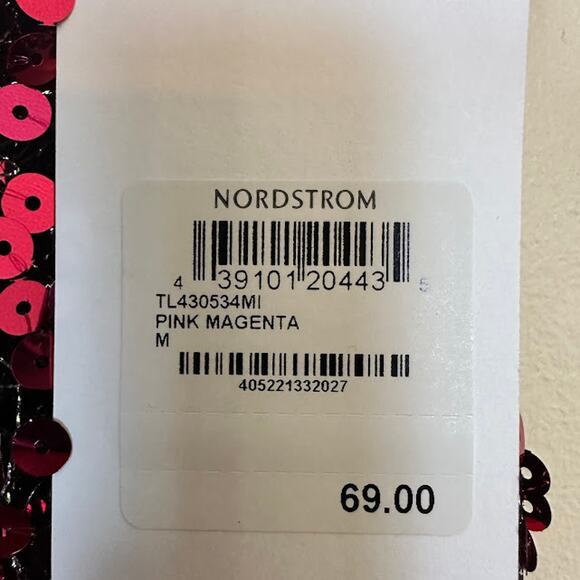 NORDSTROM
4 39101 20443 5
TL430534MI
PINK MAGENTA
M
405221332027
69.00